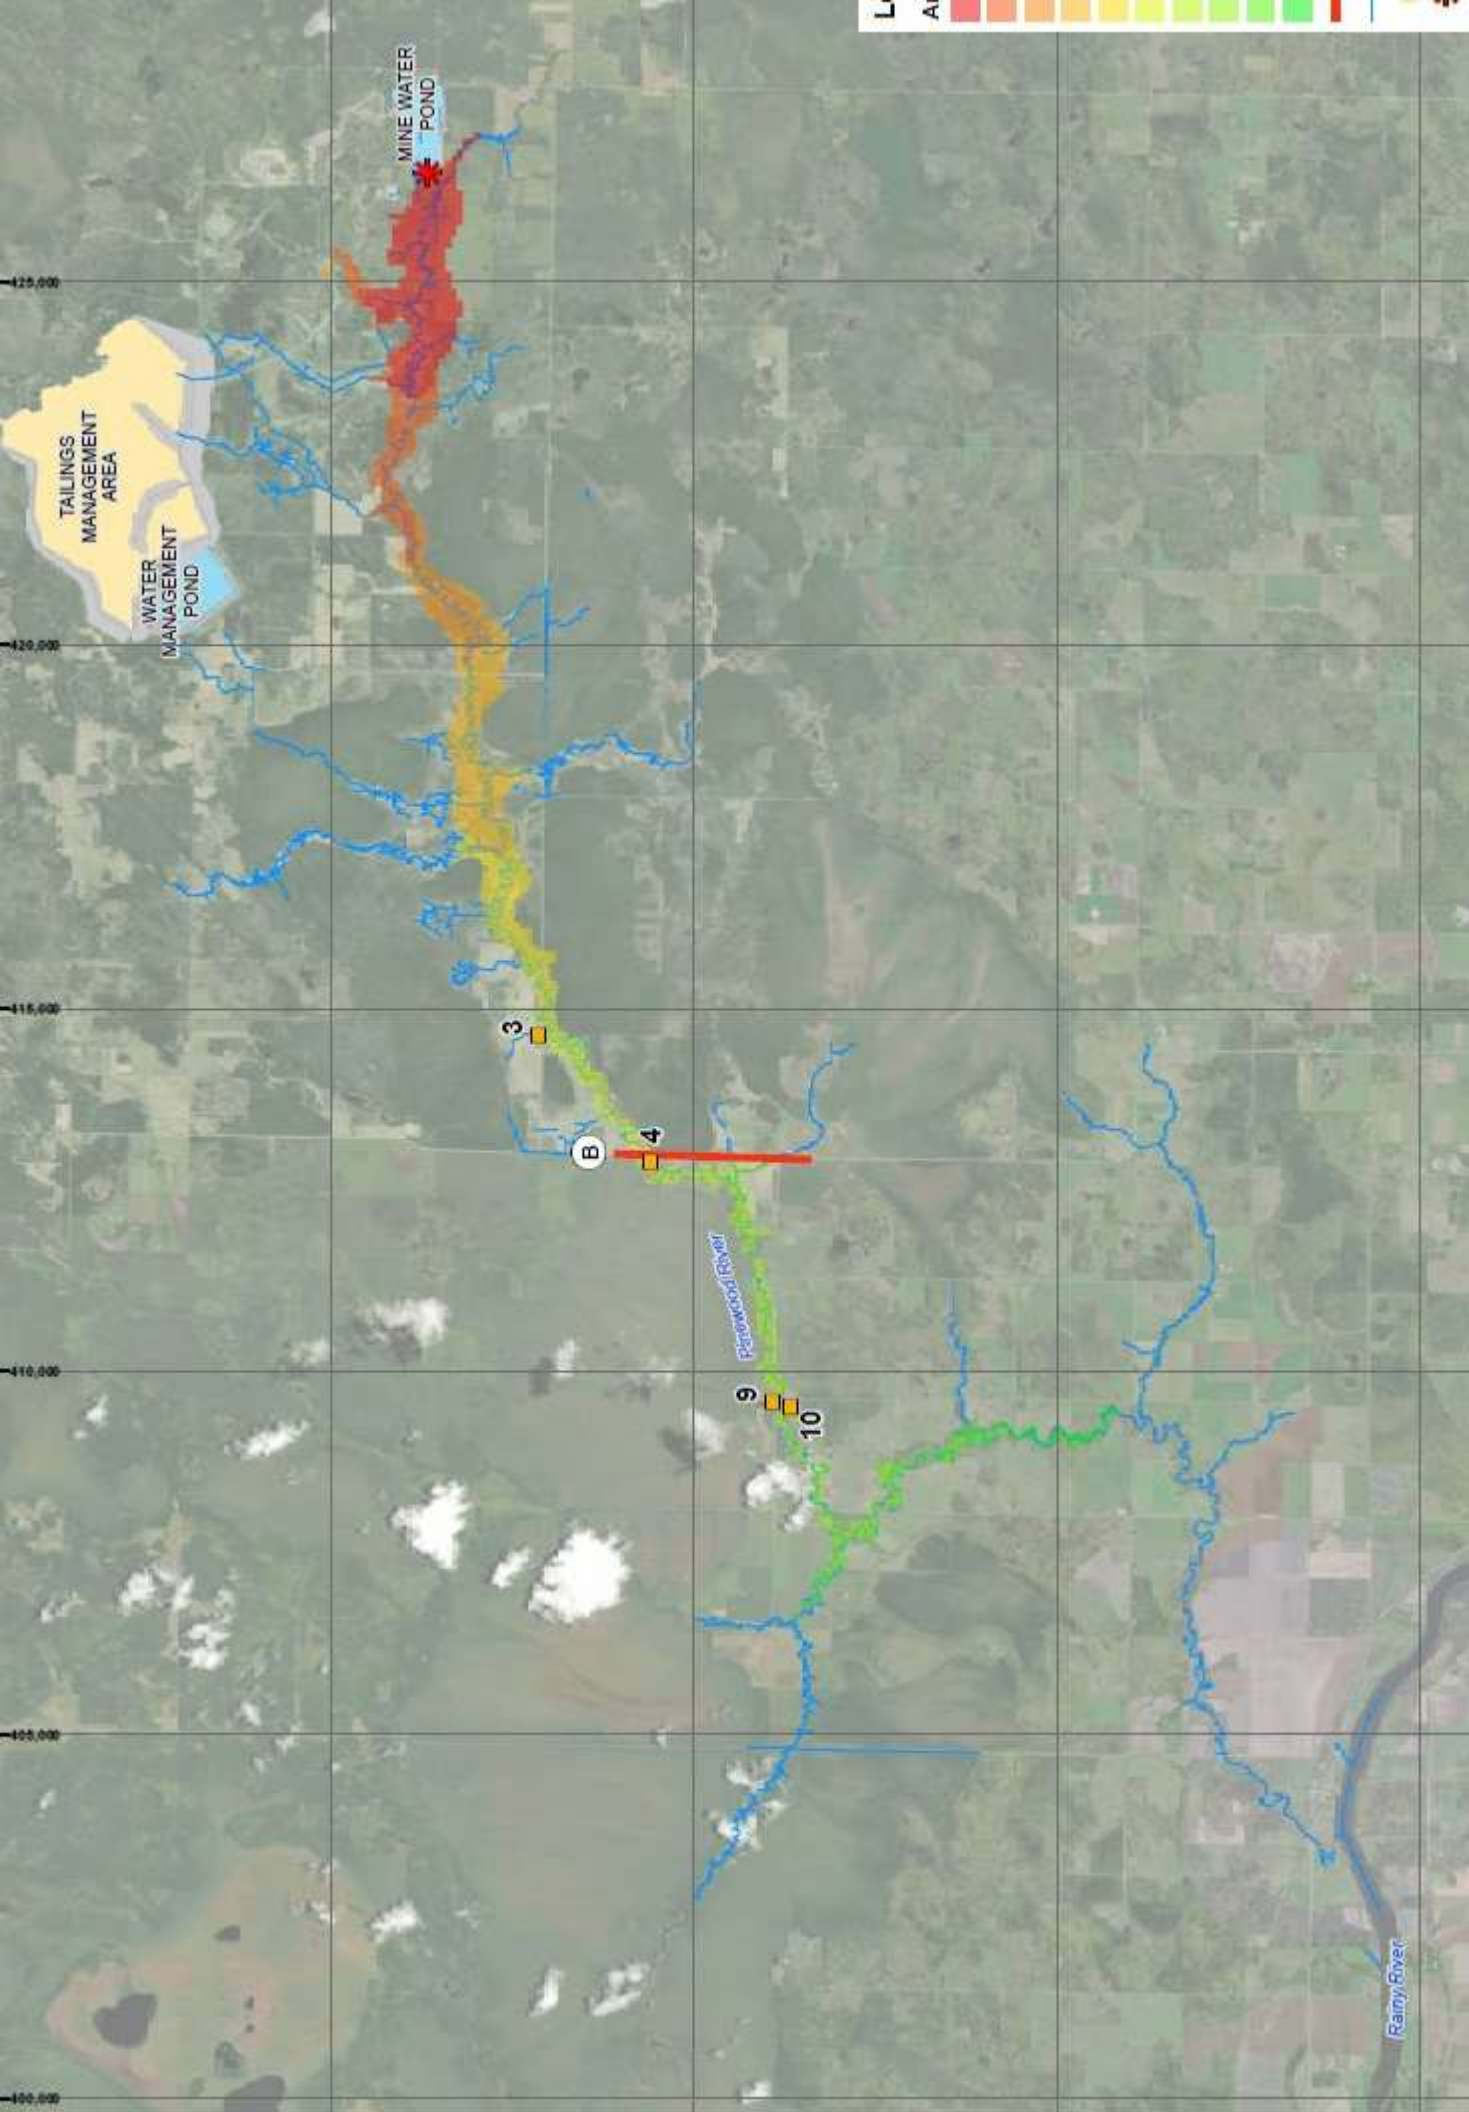 MINE WATER
POND
TAILINGS
MANAGEMENT
AREA
WATER
MANAGEMENT
POND
425,000
420,000
415,000
410,000
405,000
400,000
3
B
4
Pinewood River
9
10
Rainy River